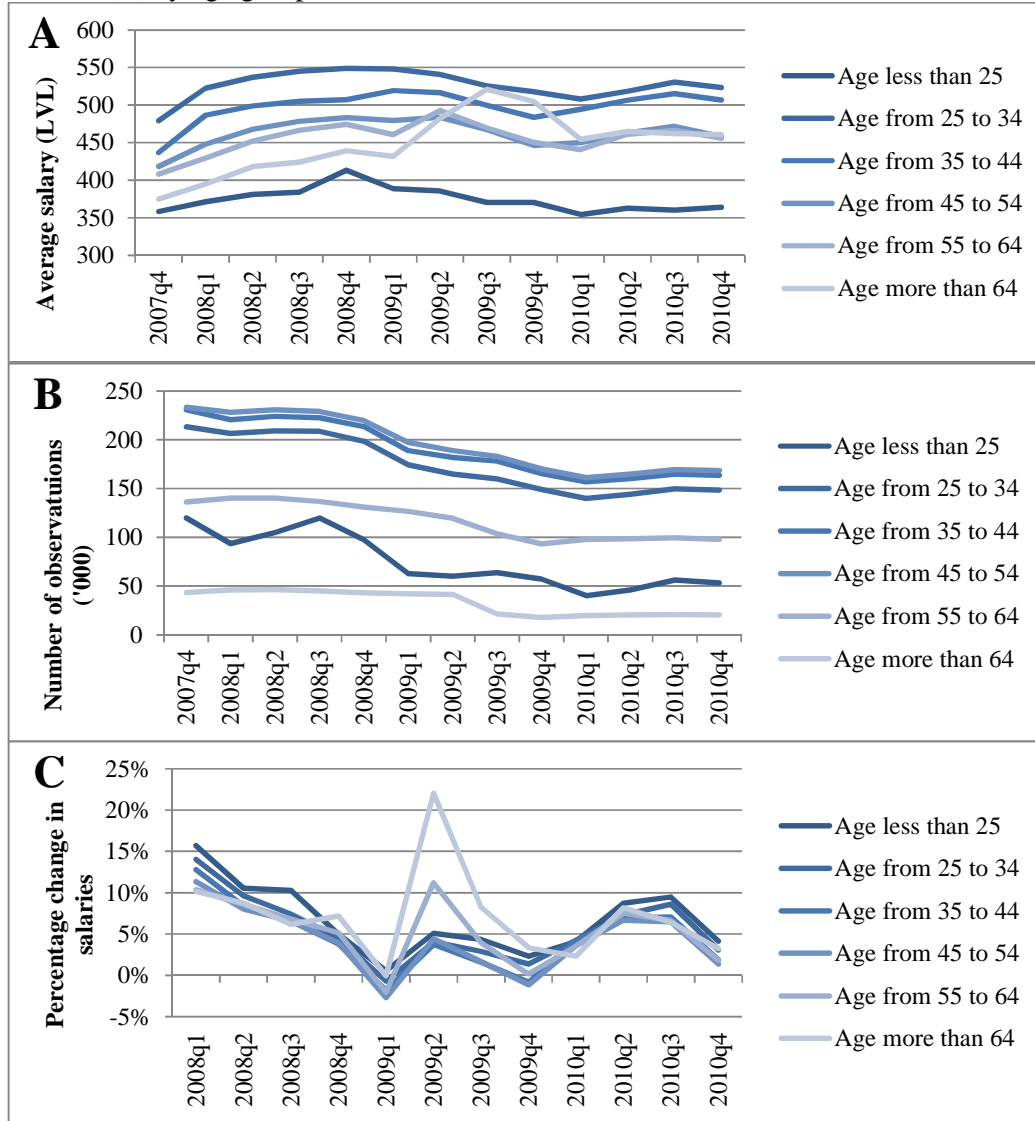 A
Average salary (LVL)
600
550
500
450
400
350
300
2007q4
2008q1
2008q2
2008q3
2008q4
2009q1
2009q2
2009q3
2009q4
2010q1
2010q2
2010q3
2010q4
Age less than 25
Age from 25 to 34
Age from 35 to 44
Age from 45 to 54
Age from 55 to 64
Age more than 64
B
Number of observatuions
('000)
250
200
150
100
50
0
2007q4
2008q1
2008q2
2008q3
2008q4
2009q1
2009q2
2009q3
2009q4
2010q1
2010q2
2010q3
2010q4
Age less than 25
Age from 25 to 34
Age from 35 to 44
Age from 45 to 54
Age from 55 to 64
Age more than 64
C
Percentage change in
salaries
25%
20%
15%
10%
5%
0%
-5%
2008q1
2008q2
2008q3
2008q4
2009q1
2009q2
2009q3
2009q4
2010q1
2010q2
2010q3
2010q4
Age less than 25
Age from 25 to 34
Age from 35 to 44
Age from 45 to 54
Age from 55 to 64
Age more than 64